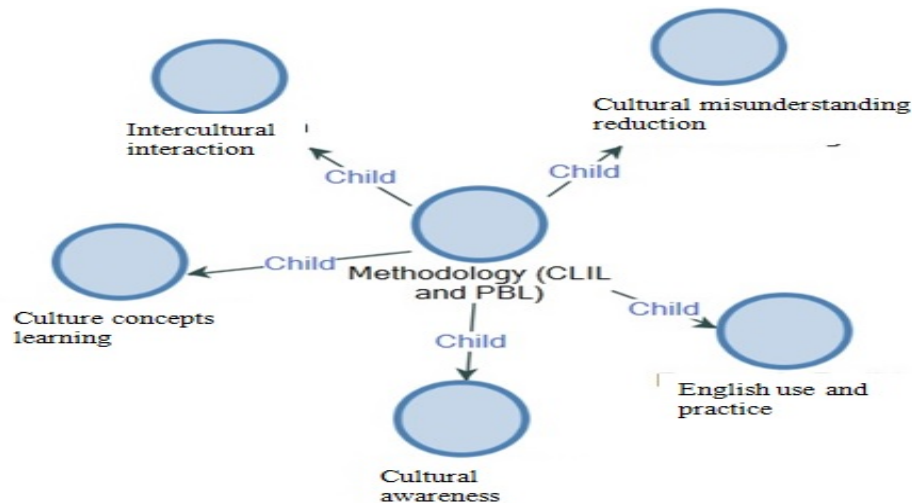 Cultural misunderstanding
reduction
Intercultural
interaction
Child
Child
Child
Methodology (CLIL
and PBL)
Culture concepts
learning
Child
Child
English use and
practice
Cultural
awareness